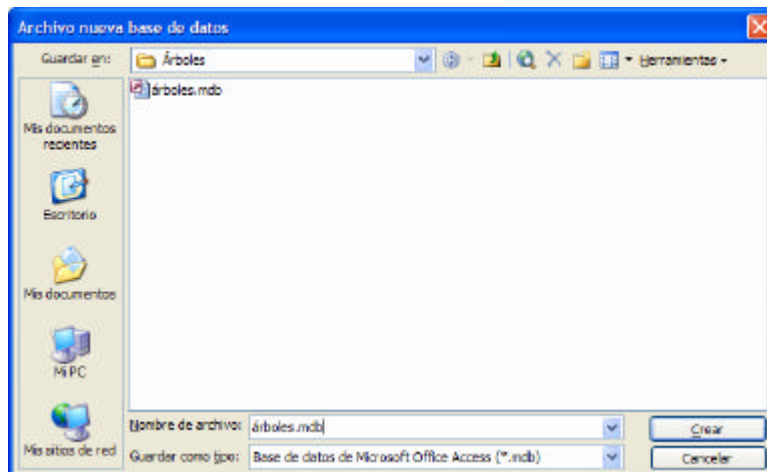 Archivo nueva base de datos
Guardar en:
Árboles
Herramientas
árboles.mdb
Mis documentos
recientes
Escritorio
Mis documentos
Mi PC
Mis sitios de red
Nombre de archivo:
árboles.mdb
Crear
Guardar como tipo:
Base de datos de Microsoft Office Access (*.mdb)
Cancelar